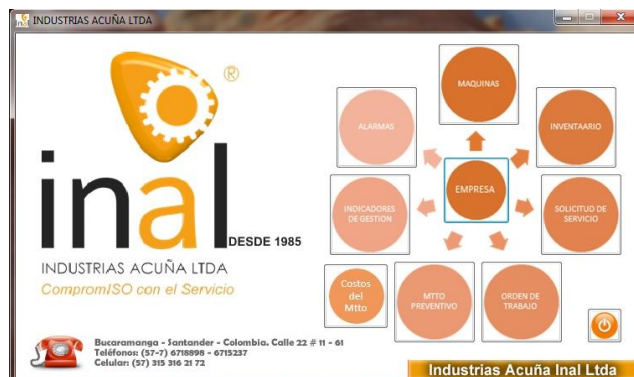 INDUSTRIAS ACUÑA LTDA
inal
®
inal
DESDE 1985
INDUSTRIAS ACUÑA LTDA
CompromISO con el Servicio
MAQUINAS
ALARMAS
INVENTAARIO
EMPRESA
INDICADORES
DE GESTION
SOLICITUD DE
SERVICIO
Costos
del
Mtto
MTTO
PREVENTIVO
ORDEN DE
TRABAJO
Bucaramanga - Santander - Colombia. Calle 22 # 11 - 61
Teléfonos: (57-7) 6718898 - 6715237
Celular: (57) 315 316 21 72
Industrias Acuña Inal Ltda